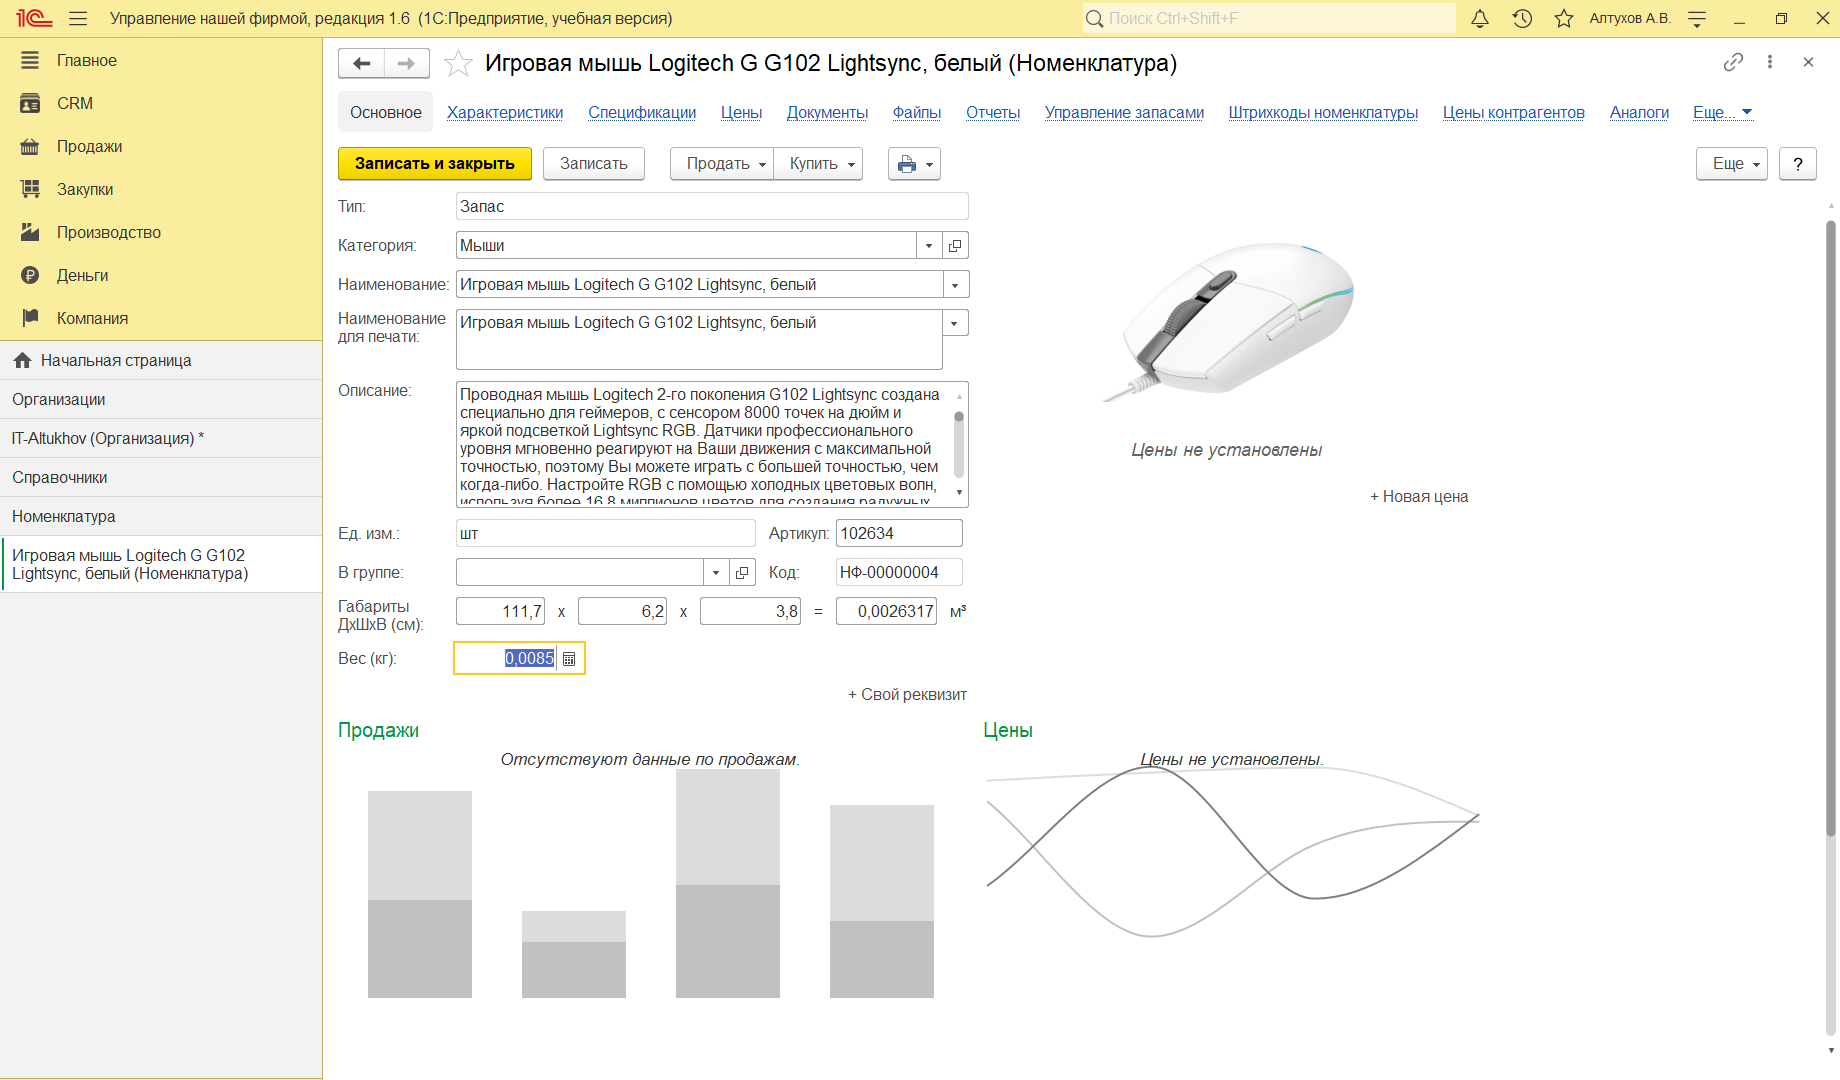 1С Управление нашей фирмой, редакция 1.6 (1С:Предприятие, учебная версия) Поиск Ctrl+Shift+F Алтухов А.В.
Главное
CRM
Продажи
Закупки
Производство
Деньги
Компания
Начальная страница
Организации
IT-Altukhov (Организация) *
Справочники
Номенклатура
Игровая мышь Logitech G G102
Lightsync, белый (Номенклатура)
Игровая мышь Logitech G G102 Lightsync, белый (Номенклатура)
Основное Характеристики Спецификации Цены Документы Файлы Отчеты Управление запасами Штрихкоды номенклатуры Цены контрагентов Аналоги Еще...
Записать и закрыть Записать Продать Купить Еще ?
Тип: Запас
Категория: Мыши
Наименование: Игровая мышь Logitech G G102 Lightsync, белый
Наименование
для печати:
Игровая мышь Logitech G G102 Lightsync, белый
Описание:
Проводная мышь Logitech 2-го поколения G102 Lightsync создана
специально для геймеров, с сенсором 8000 точек на дюйм и
яркой подсветкой Lightsync RGB. Датчики профессионального
уровня мгновенно реагируют на Ваши движения с максимальной
точностью, поэтому Вы можете играть с большей точностью, чем
когда-либо. Настройте RGB с помощью холодных цветовых волн,
используя более 16,8 миллионов цветов для создания радужных
Цены не установлены
+ Новая цена
Ед. изм.: шт Артикул: 102634
В группе: Код: НФ-00000004
Габариты
ДхШхВ (см):
111,7 x 6,2 x 3,8 = 0,0026317 м³
Вес (кг): 0,0085
+ Свой реквизит
Продажи
Отсутствуют данные по продажам.
Цены
Цены не установлены.